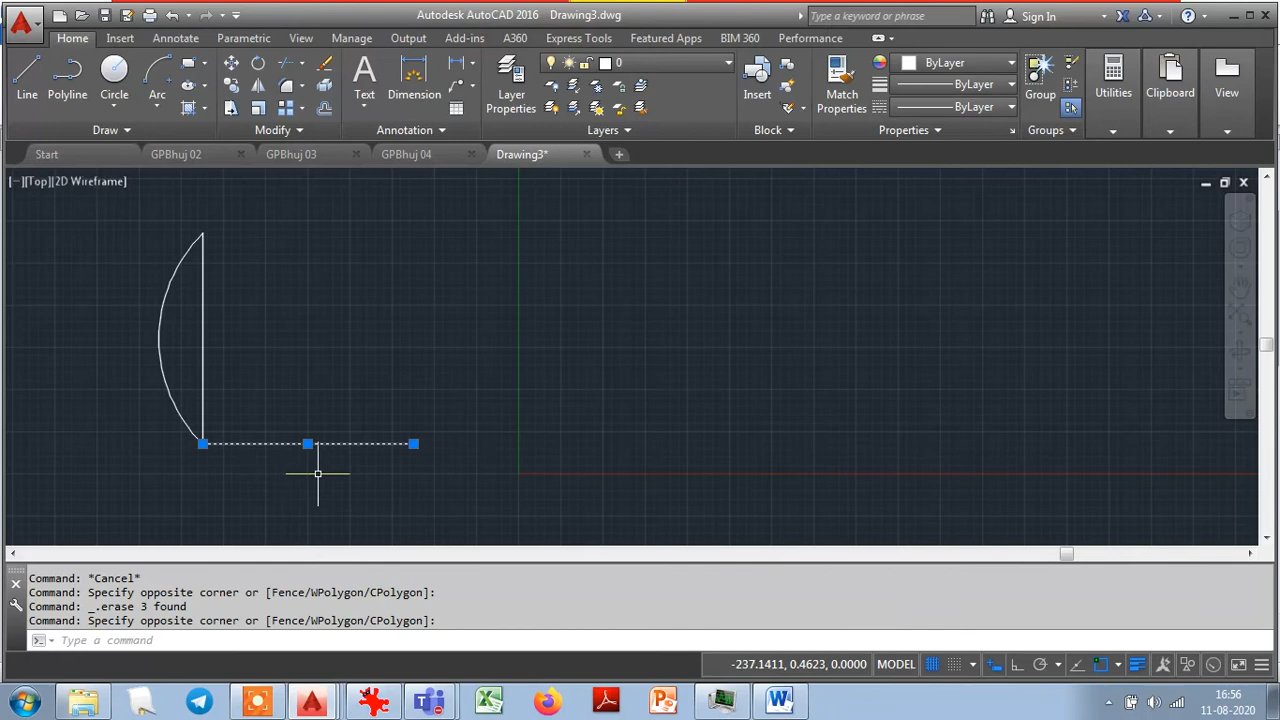 Autodesk AutoCAD 2016 Drawing3.dwg
Type a keyword or phrase
Sign In
Home Insert Annotate Parametric View Manage Output Add-ins A360 Express Tools Featured Apps BIM 360 Performance
Line
Polyline
Circle
Arc
Text
Dimension
Layer
Properties
0
Insert
Match
Properties
ByLayer
ByLayer
ByLayer
Group
Utilities
Clipboard
View
Draw
Modify
Annotation
Layers
Block
Properties
Groups
Start
GPBhuj 02
GPBhuj 03
GPBhuj 04
Drawing3*
[−][Top][2D Wireframe]
Command: *Cancel*
Command: Specify opposite corner or [Fence/WPolygon/CPolygon]:
Command: _.erase 3 found
Command: Specify opposite corner or [Fence/WPolygon/CPolygon]:
Type a command
-237.1411, 0.4623, 0.0000
MODEL
16:56
11-08-2020